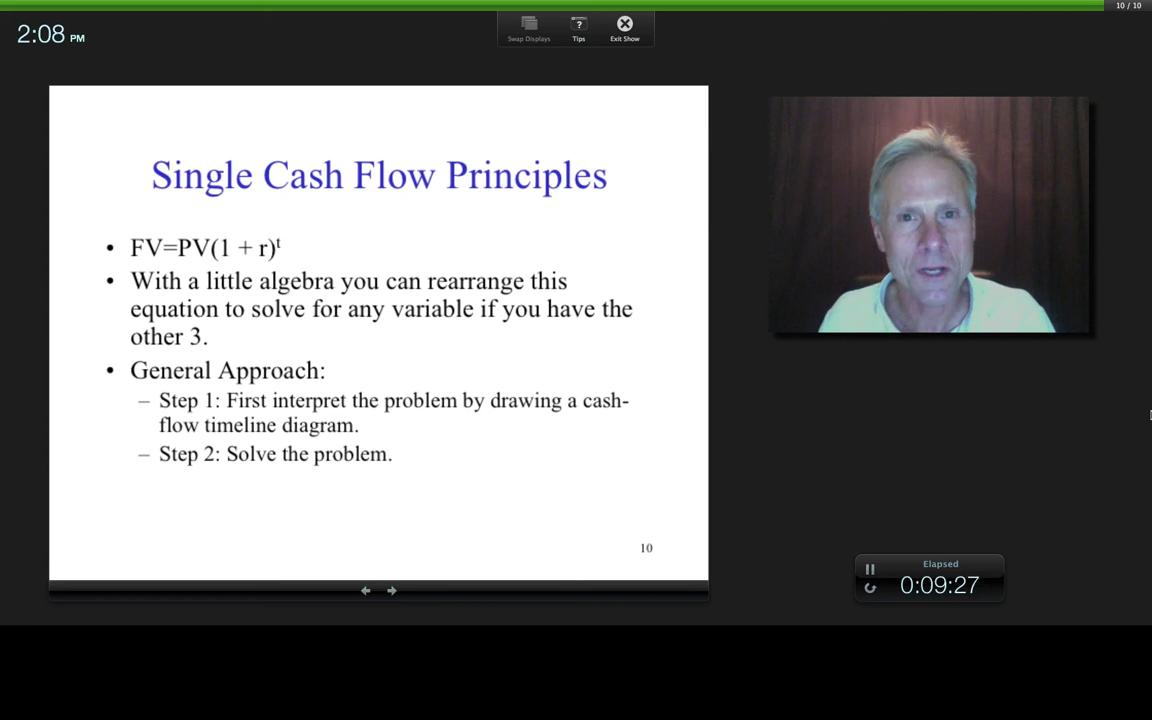 10 / 10
2:08 PM
Swap Displays
Tips
Exit Show
Single Cash Flow Principles
• FV=PV(1 + r)ᵗ
• With a little algebra you can rearrange this
equation to solve for any variable if you have the
other 3.
• General Approach:
– Step 1: First interpret the problem by drawing a cash-
flow timeline diagram.
– Step 2: Solve the problem.
10
Elapsed
0:09:27